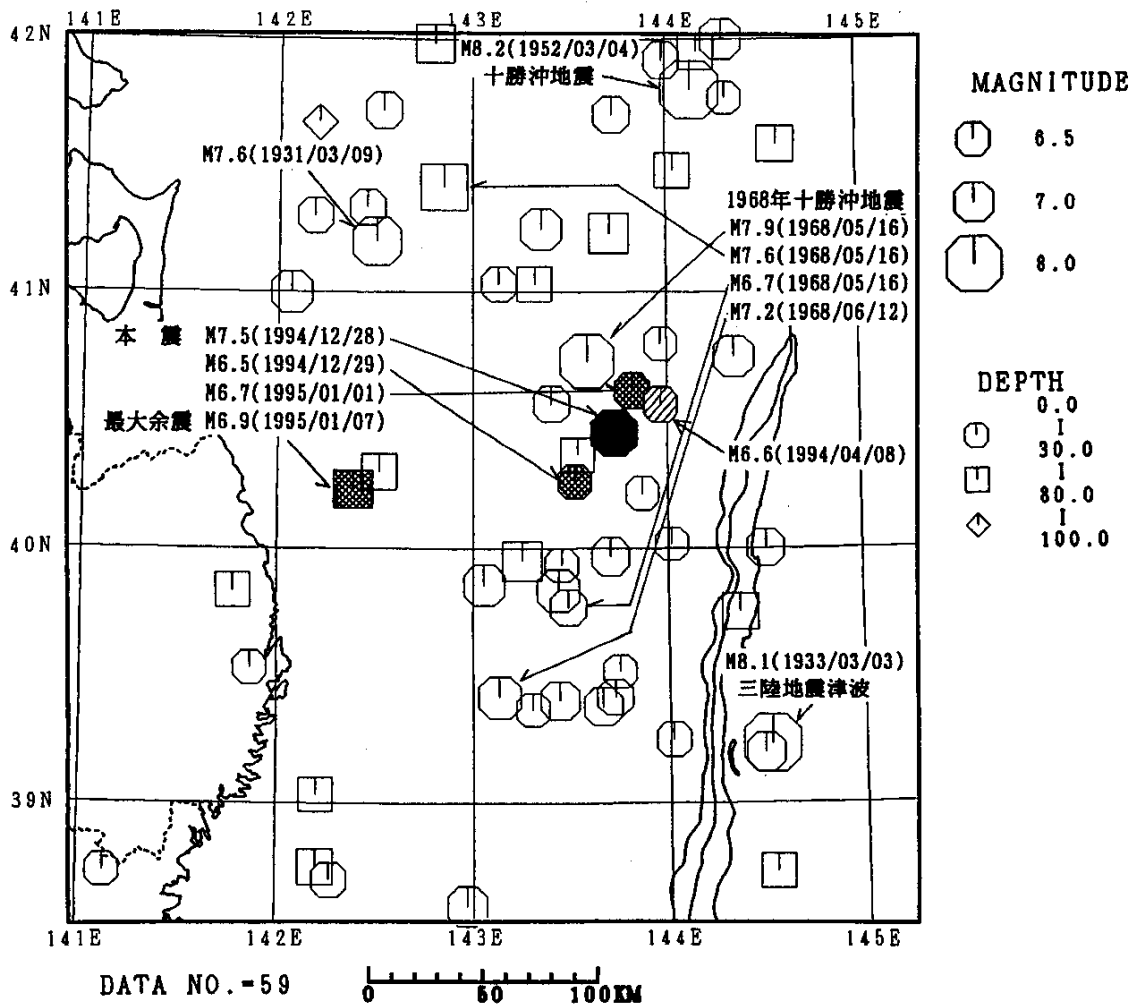 141E 142E 143E 144E 145E
42N
M8.2(1952/03/04)
十勝沖地震
MAGNITUDE
6.5
7.0
8.0
M7.6(1931/03/09)
1968年十勝沖地震
M7.9(1968/05/16)
M7.6(1968/05/16)
M6.7(1968/05/16)
M7.2(1968/06/12)
41N
本 震 M7.5(1994/12/28)
M6.5(1994/12/29)
M6.7(1995/01/01)
最大余震 M6.9(1995/01/07)
M6.6(1994/04/08)
DEPTH
0.0
I
30.0
I
80.0
I
100.0
40N
M8.1(1933/03/03)
三陸地震津波
39N
141E 142E 143E 144E 145E
DATA NO.=59
0 50 100KM